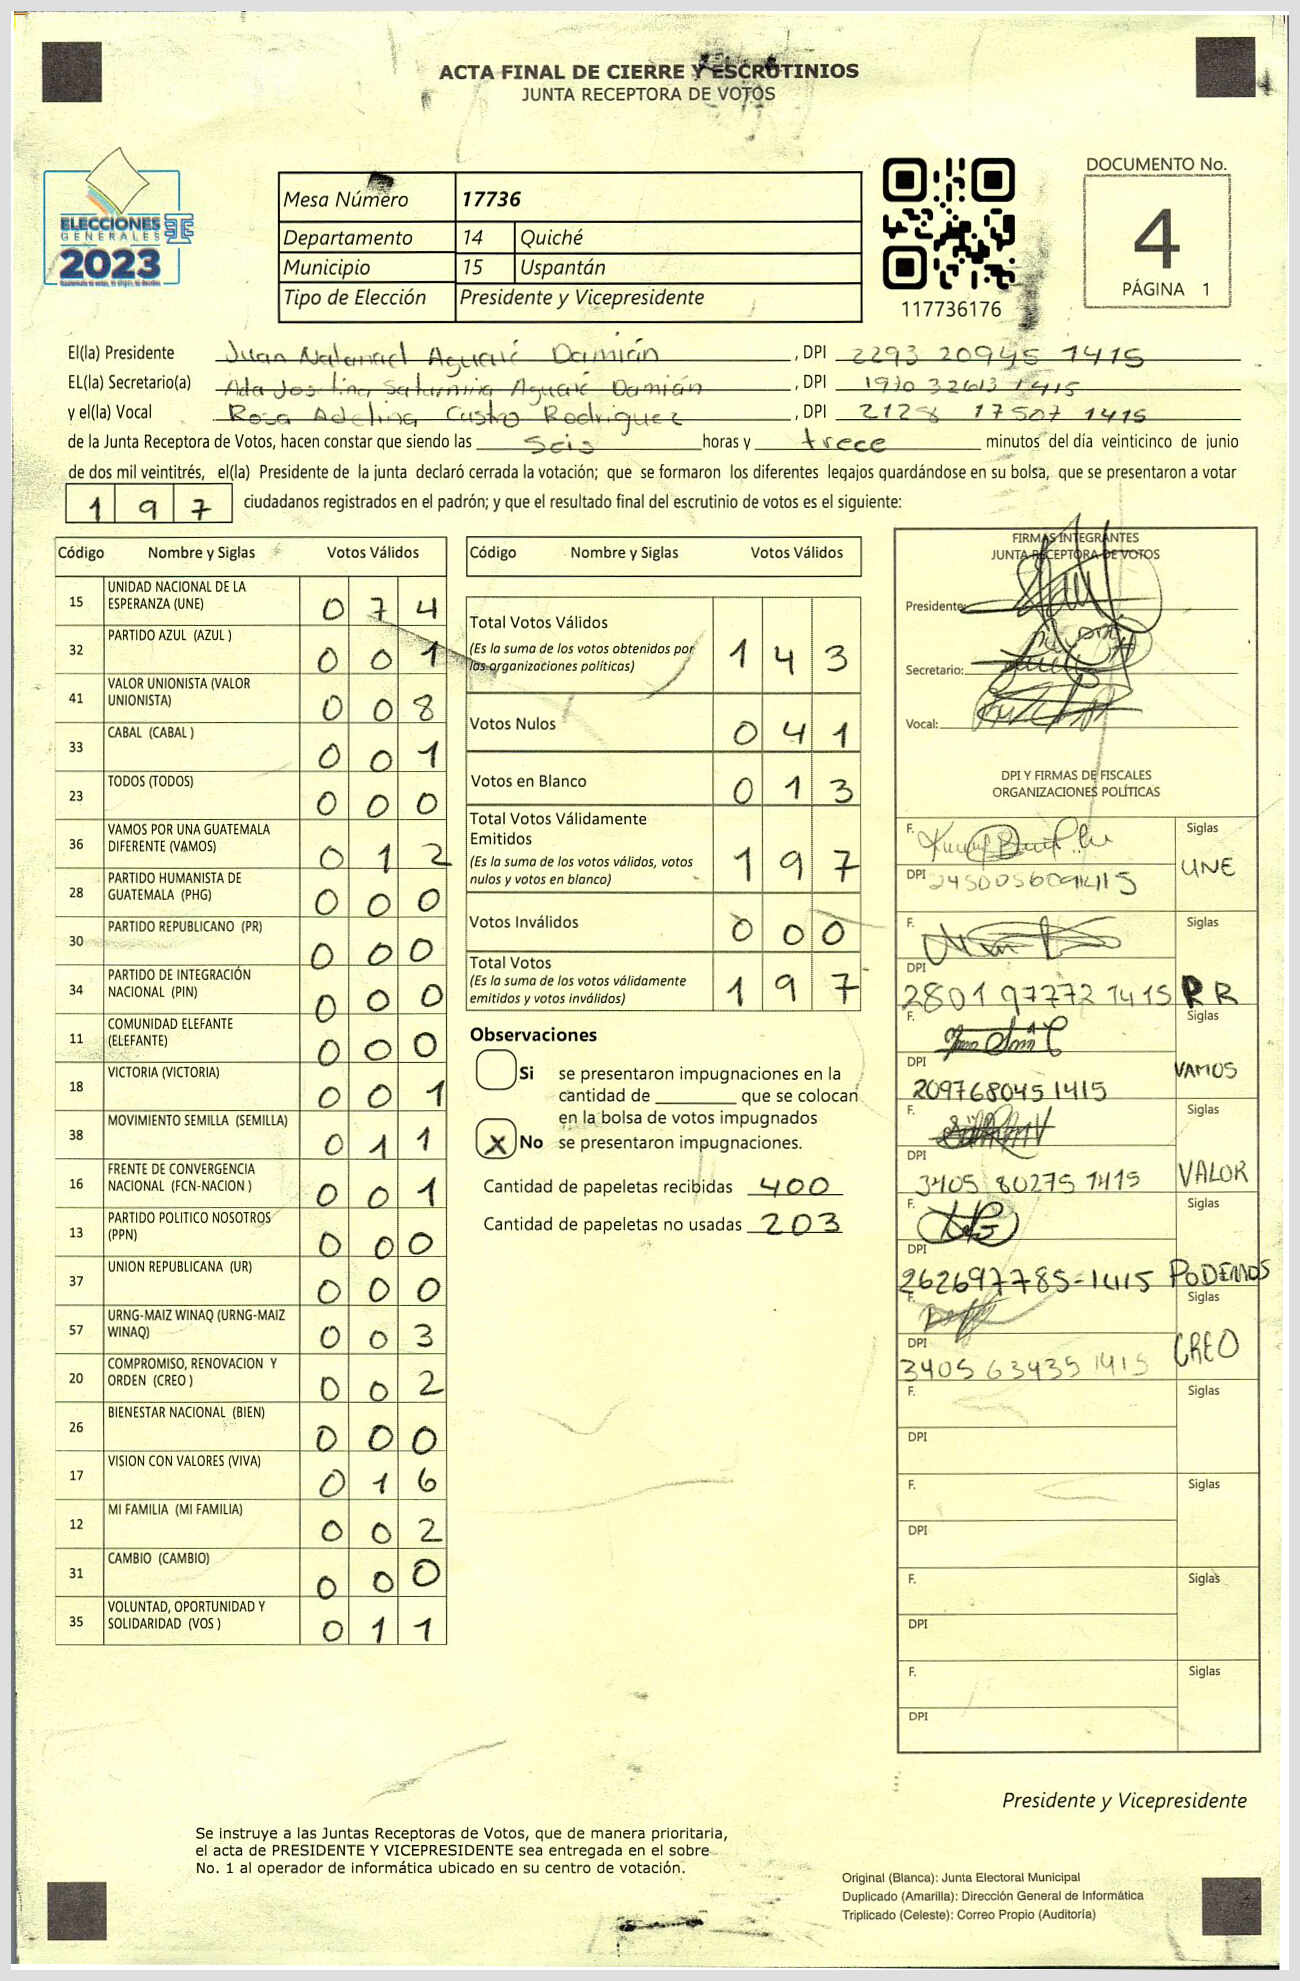 ACTA FINAL DE CIERRE Y ESCRUTINIOS
JUNTA RECEPTORA DE VOTOS
ELECCIONES
GENERALES
2023
Mesa Número 17736
Departamento 14 Quiché
Municipio 15 Uspantán
Tipo de Elección Presidente y Vicepresidente
117736176
DOCUMENTO No.
4
PÁGINA 1
El(la) Presidente Juan Natanael Aguaré Damián , DPI 2293 20945 1415
EL(la) Secretario(a) Ada Josefina Saturnina Aguaré Damián , DPI 1970 32613 1415
y el(la) Vocal Rosa Adelina Castro Rodriguez , DPI 2128 17507 1415
de la Junta Receptora de Votos, hacen constar que siendo las seis horas y trece minutos del día veinticinco de junio
de dos mil veintitrés, el(la) Presidente de la junta declaró cerrada la votación; que se formaron los diferentes legajos quardándose en su bolsa, que se presentaron a votar
1 9 7 ciudadanos registrados en el padrón; y que el resultado final del escrutinio de votos es el siguiente:
Código Nombre y Siglas Votos Válidos
15 UNIDAD NACIONAL DE LA ESPERANZA (UNE) 0 7 4
32 PARTIDO AZUL (AZUL ) 0 0 1
41 VALOR UNIONISTA (VALOR UNIONISTA) 0 0 8
33 CABAL (CABAL ) 0 0 1
23 TODOS (TODOS) 0 0 0
36 VAMOS POR UNA GUATEMALA DIFERENTE (VAMOS) 0 1 2
28 PARTIDO HUMANISTA DE GUATEMALA (PHG) 0 0 0
30 PARTIDO REPUBLICANO (PR) 0 0 0
34 PARTIDO DE INTEGRACIÓN NACIONAL (PIN) 0 0 0
11 COMUNIDAD ELEFANTE (ELEFANTE) 0 0 0
18 VICTORIA (VICTORIA) 0 0 1
38 MOVIMIENTO SEMILLA (SEMILLA) 0 1 1
16 FRENTE DE CONVERGENCIA NACIONAL (FCN-NACION ) 0 0 1
13 PARTIDO POLITICO NOSOTROS (PPN) 0 0 0
37 UNION REPUBLICANA (UR) 0 0 0
57 URNG-MAIZ WINAQ (URNG-MAIZ WINAQ) 0 0 3
20 COMPROMISO, RENOVACION Y ORDEN (CREO ) 0 0 2
26 BIENESTAR NACIONAL (BIEN) 0 0 0
17 VISION CON VALORES (VIVA) 0 1 6
12 MI FAMILIA (MI FAMILIA) 0 0 2
31 CAMBIO (CAMBIO) 0 0 0
35 VOLUNTAD, OPORTUNIDAD Y SOLIDARIDAD (VOS ) 0 1 1
Código Nombre y Siglas Votos Válidos
Total Votos Válidos 1 4 3
(Es la suma de los votos obtenidos por
las organizaciones políticas)
Votos Nulos 0 4 1
Votos en Blanco 0 1 3
Total Votos Válidamente
Emitidos 1 9 7
(Es la suma de los votos válidos, votos
nulos y votos en blanco)
Votos Inválidos 0 0 0
Total Votos 1 9 7
(Es la suma de los votos válidamente
emitidos y votos inválidos)
Observaciones
Si se presentaron impugnaciones en la
cantidad de ________ que se colocan
en la bolsa de votos impugnados
X No se presentaron impugnaciones.
Cantidad de papeletas recibidas 400
Cantidad de papeletas no usadas 203
FIRMAS INTEGRANTES
JUNTA RECEPTORA DE VOTOS
Presidente:
Secretario:
Vocal:
DPI Y FIRMAS DE FISCALES
ORGANIZACIONES POLÍTICAS
F. Siglas
DPI UNE
F. Siglas
DPI
2801 97772 1415 PR
F. Siglas
DPI VAMOS
209768045 1415
F. Siglas
DPI
3405 80275 1415 VALOR
F. Siglas
DPI
262697785-1415 PODEMOS
F. Siglas
DPI CREO
3405 63435 1415
F. Siglas
DPI
F. Siglas
DPI
F. Siglas
DPI
F. Siglas
DPI
Presidente y Vicepresidente
Se instruye a las Juntas Receptoras de Votos, que de manera prioritaria,
el acta de PRESIDENTE Y VICEPRESIDENTE sea entregada en el sobre
No. 1 al operador de informática ubicado en su centro de votación.
Original (Blanca): Junta Electoral Municipal
Duplicado (Amarilla): Dirección General de Informática
Triplicado (Celeste): Correo Propio (Auditoría)